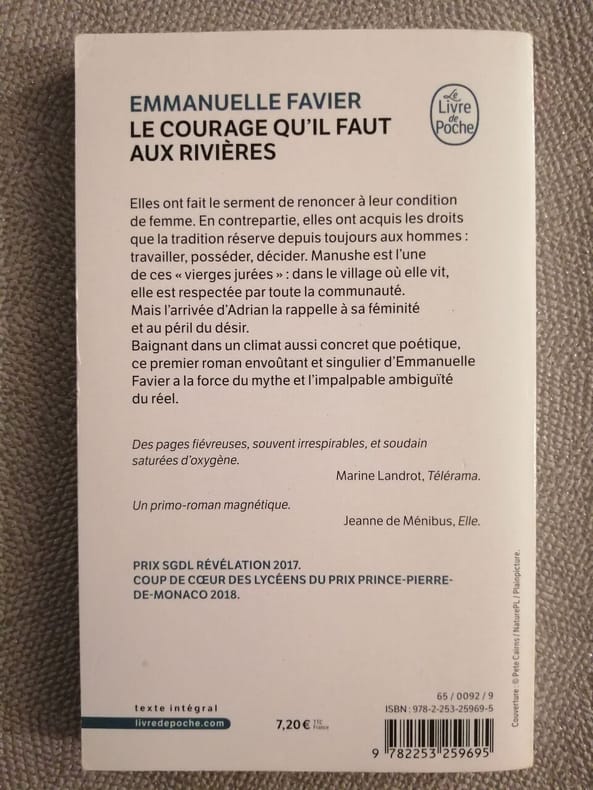 EMMANUELLE FAVIER
LE COURAGE QU'IL FAUT
AUX RIVIÈRES
Le
Livre
de
Poche
Elles ont fait le serment de renoncer à leur condition
de femme. En contrepartie, elles ont acquis les droits
que la tradition réserve depuis toujours aux hommes :
travailler, posséder, décider. Manushe est l'une
de ces « vierges jurées » : dans le village où elle vit,
elle est respectée par toute la communauté.
Mais l'arrivée d'Adrian la rappelle à sa féminité
et au péril du désir.
Baignant dans un climat aussi concret que poétique,
ce premier roman envoûtant et singulier d'Emmanuelle
Favier a la force du mythe et l'impalpable ambiguïté
du réel.
Des pages fiévreuses, souvent irrespirables, et soudain
saturées d'oxygène.
Marine Landrot, Télérama.
Un primo-roman magnétique.
Jeanne de Ménibus, Elle.
PRIX SGDL RÉVÉLATION 2017.
COUP DE CŒUR DES LYCÉENS DU PRIX PRINCE-PIERRE-
DE-MONACO 2018.
Couverture : © Pete Cairns / NaturePL / Plainpicture.
texte intégral
livredepoche.com
7,20 € TTC
France
65 / 0092 / 9
ISBN : 978-2-253-25969-5
9 782253 259695